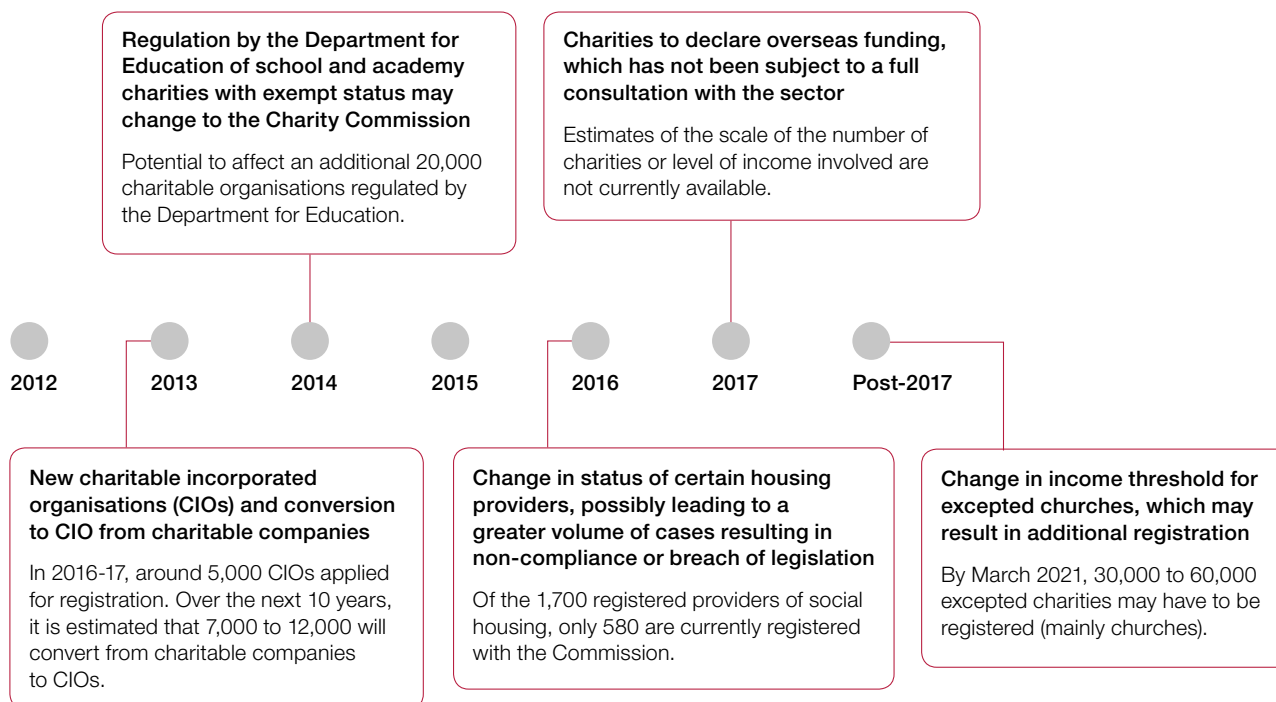 Regulation by the Department for
Education of school and academy
charities with exempt status may
change to the Charity Commission
Potential to affect an additional 20,000
charitable organisations regulated by
the Department for Education.
Charities to declare overseas funding,
which has not been subject to a full
consultation with the sector
Estimates of the scale of the number of
charities or level of income involved are
not currently available.
2012
2013
2014
2015
2016
2017
Post-2017
New charitable incorporated
organisations (CIOs) and conversion
to CIO from charitable companies
In 2016-17, around 5,000 CIOs applied
for registration. Over the next 10 years,
it is estimated that 7,000 to 12,000 will
convert from charitable companies
to CIOs.
Change in status of certain housing
providers, possibly leading to a
greater volume of cases resulting in
non-compliance or breach of legislation
Of the 1,700 registered providers of social
housing, only 580 are currently registered
with the Commission.
Change in income threshold for
excepted churches, which may
result in additional registration
By March 2021, 30,000 to 60,000
excepted charities may have to be
registered (mainly churches).